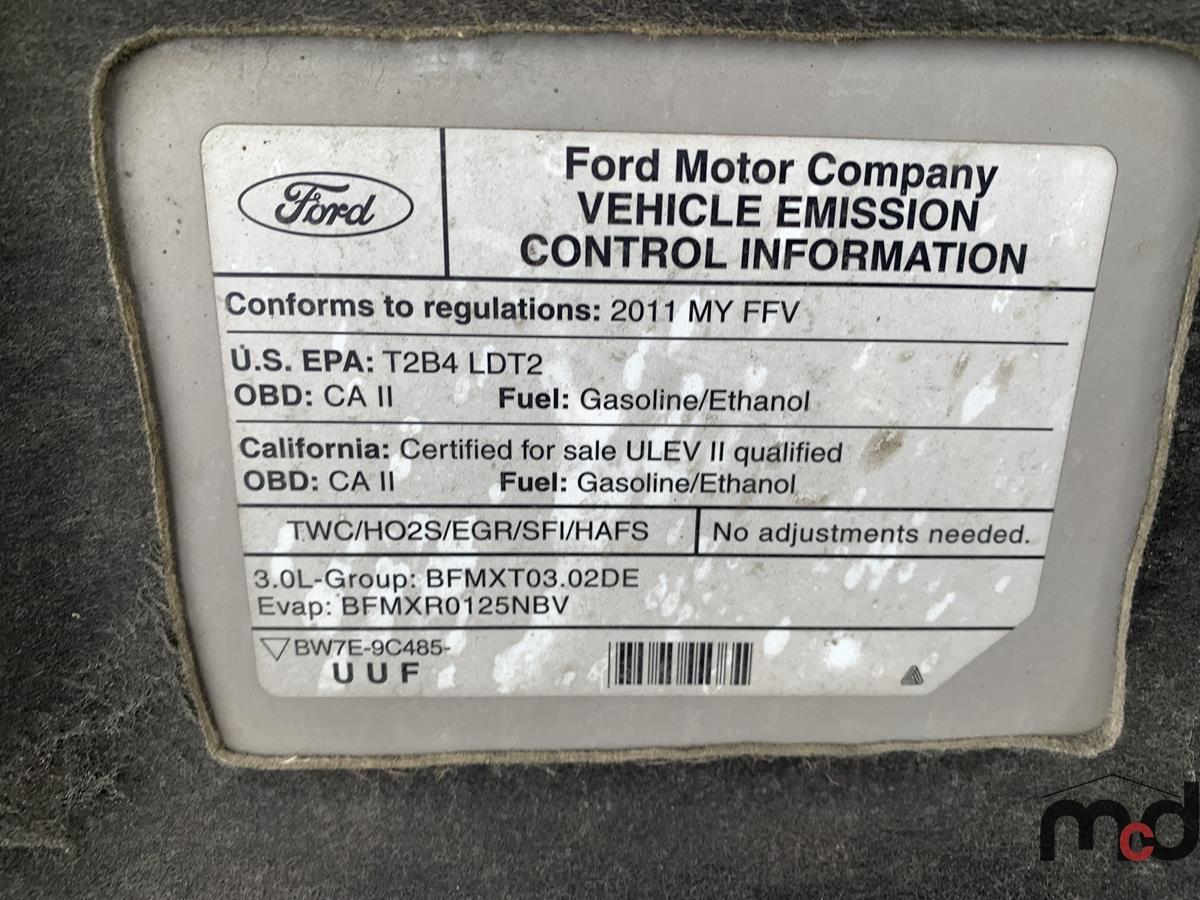 Ford
Ford Motor Company
VEHICLE EMISSION
CONTROL INFORMATION
Conforms to regulations: 2011 MY FFV
U.S. EPA: T2B4 LDT2
OBD: CA II Fuel: Gasoline/Ethanol
California: Certified for sale ULEV II qualified
OBD: CA II Fuel: Gasoline/Ethanol
TWC/HO2S/EGR/SFI/HAFS No adjustments needed.
3.0L-Group: BFMXT03.02DE
Evap: BFMXR0125NBV
BW7E-9C485-
U U F
mcd